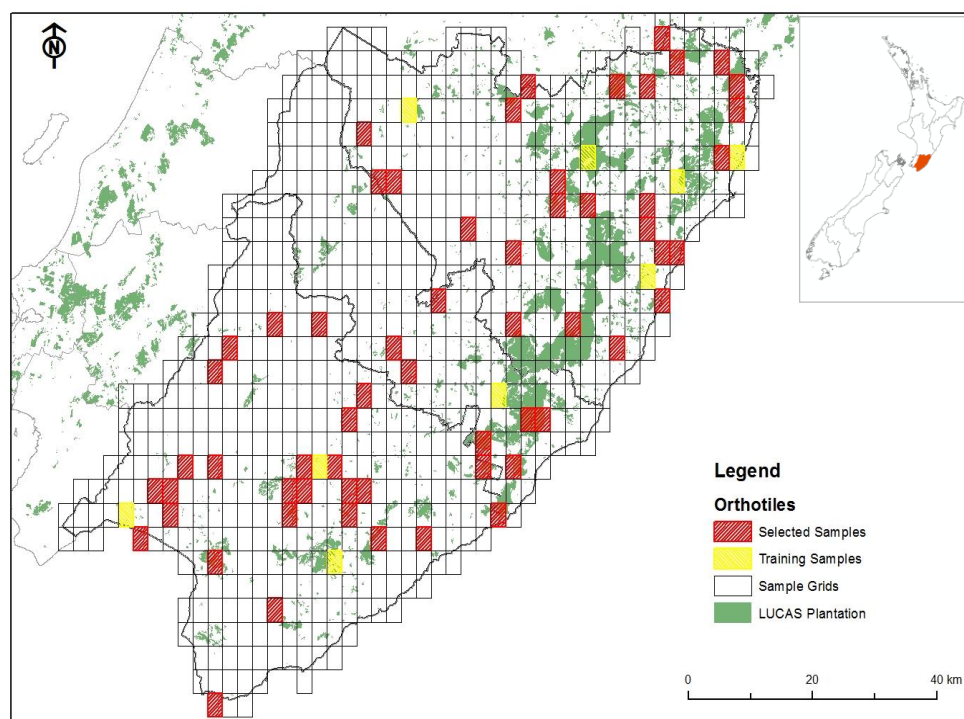 N
Legend
Orthotiles
Selected Samples
Training Samples
Sample Grids
LUCAS Plantation
0 20 40 km